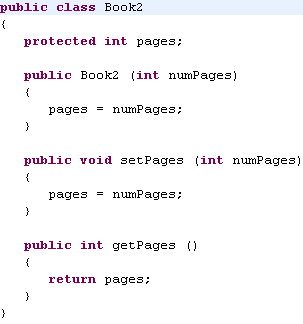 public class Book2
{
protected int pages;
public Book2 (int numPages)
{
pages = numPages;
}
public void setPages (int numPages)
{
pages = numPages;
}
public int getPages ()
{
return pages;
}
}